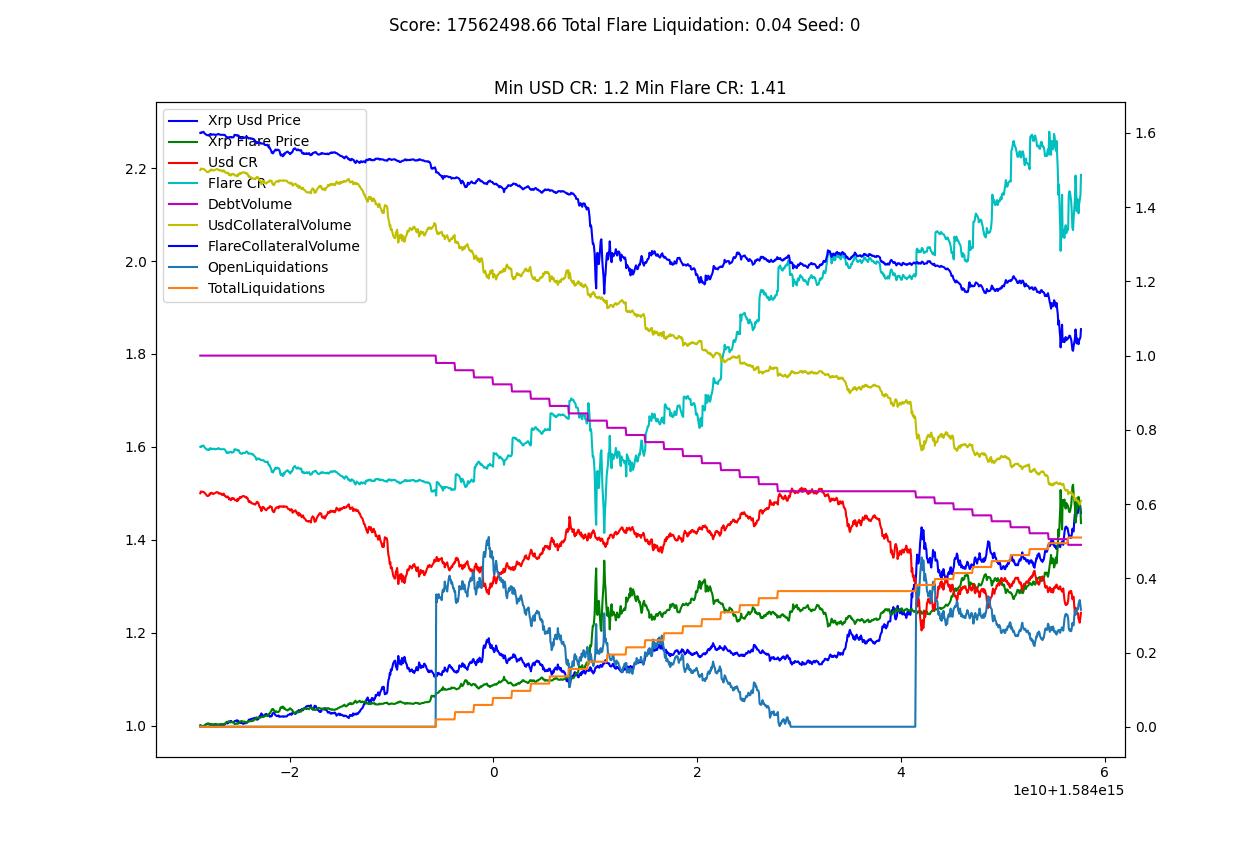 Score: 17562498.66 Total Flare Liquidation: 0.04 Seed: 0
Min USD CR: 1.2 Min Flare CR: 1.41
Xrp Usd Price
Xrp Flare Price
Usd CR
Flare CR
DebtVolume
UsdCollateralVolume
FlareCollateralVolume
OpenLiquidations
TotalLiquidations
2.2
2.0
1.8
1.6
1.4
1.2
1.0
1.6
1.4
1.2
1.0
0.8
0.6
0.4
0.2
0.0
−2 0 2 4 6
1e10+1.584e15